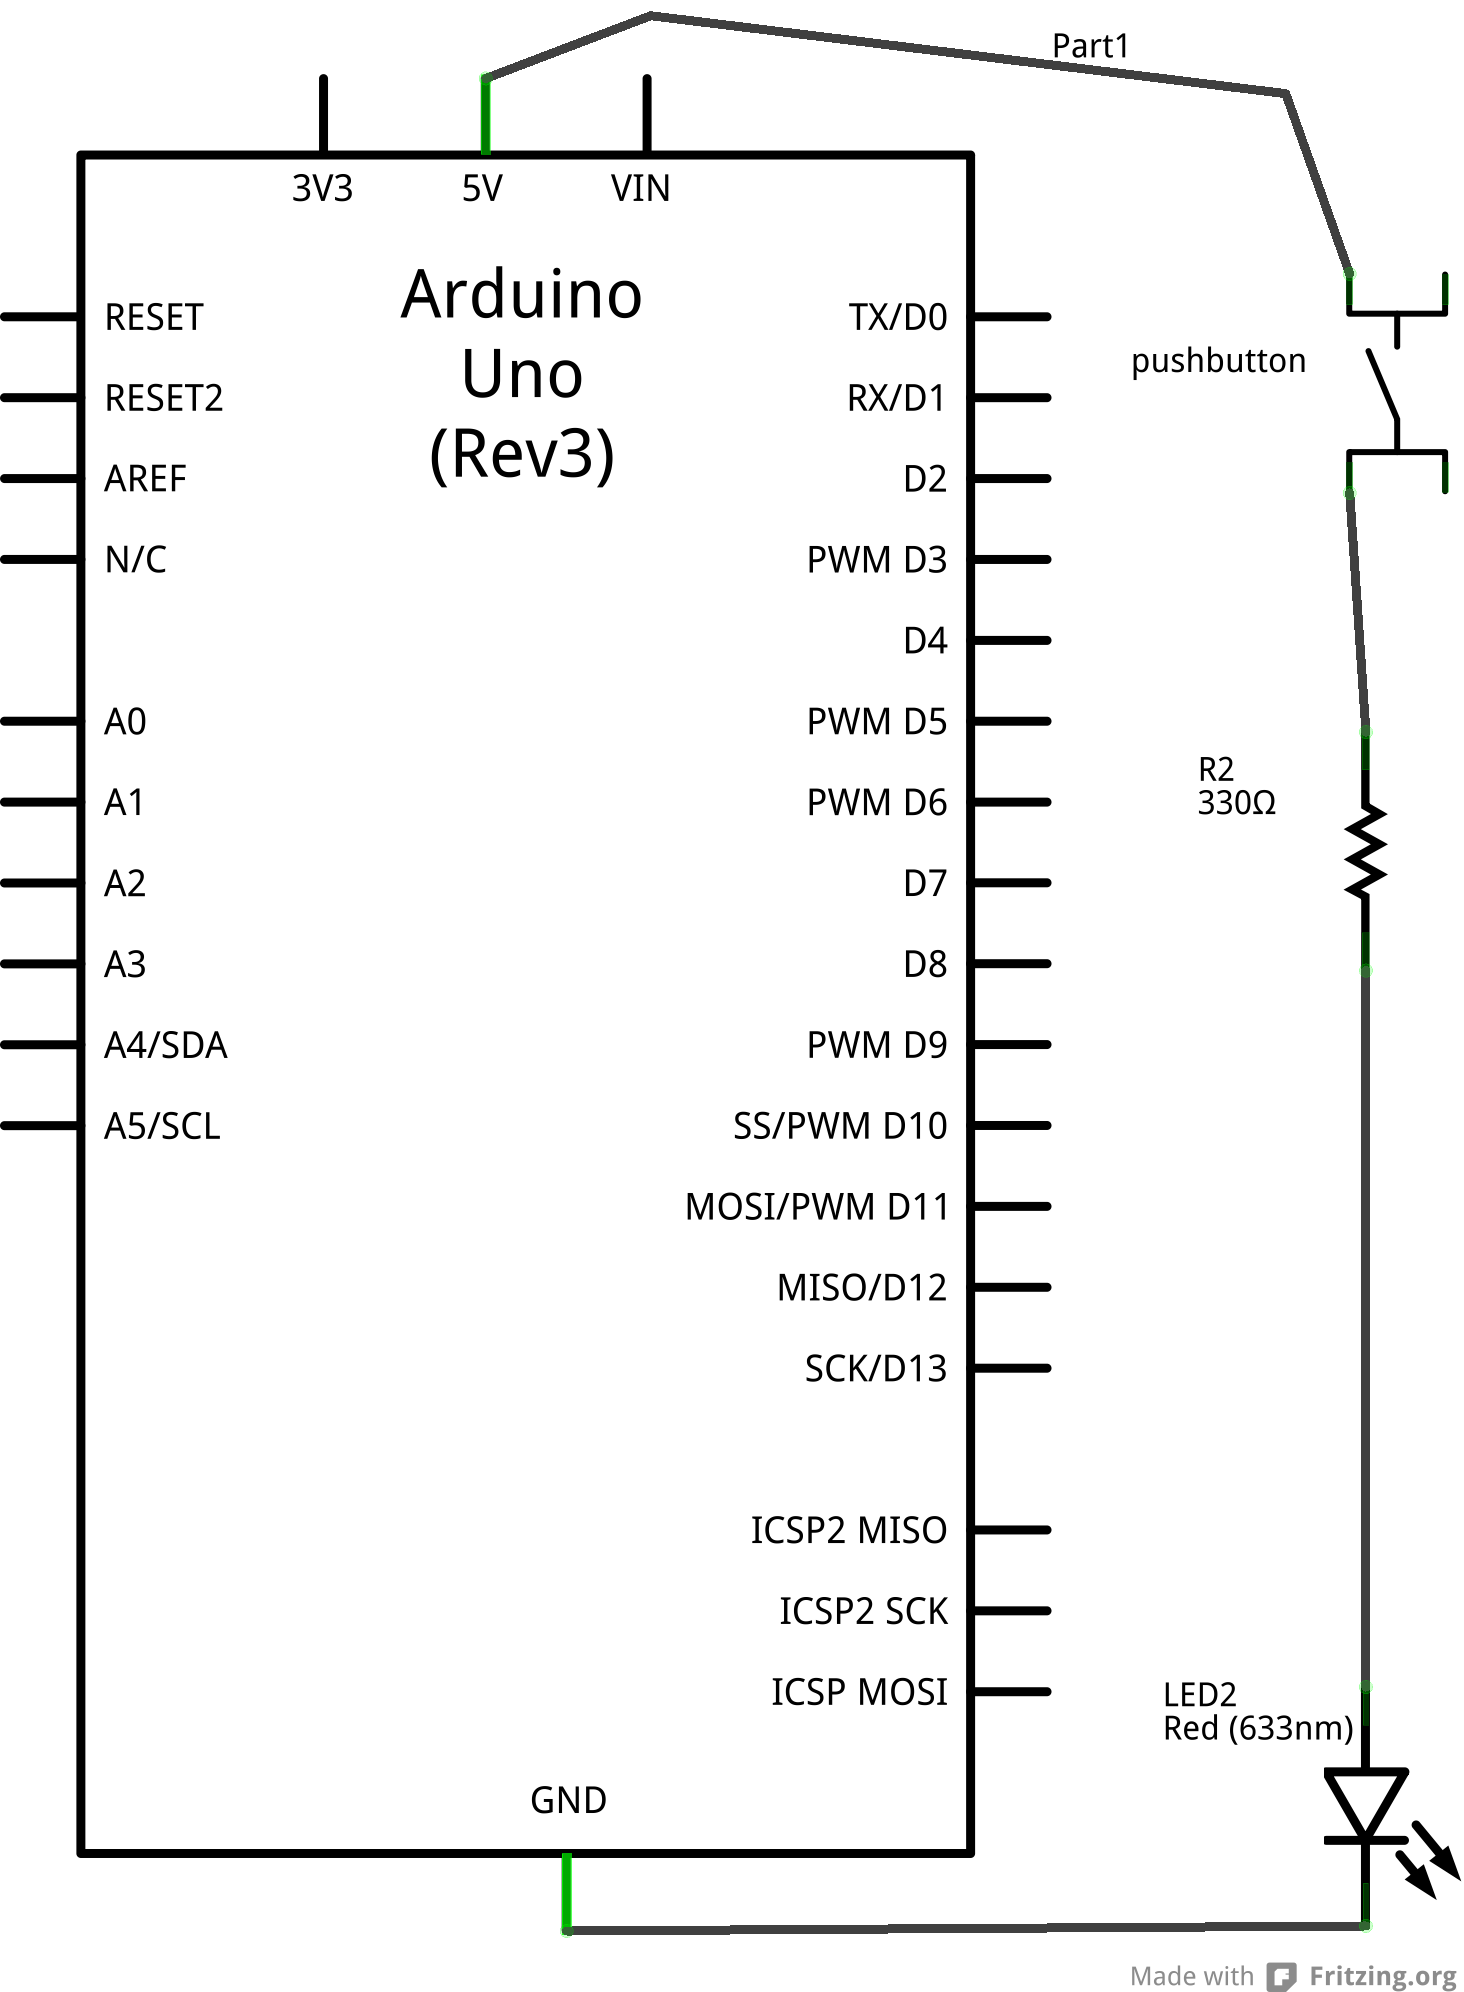 Part1
3V3
5V
VIN
Arduino
Uno
(Rev3)
RESET
RESET2
AREF
N/C
A0
A1
A2
A3
A4/SDA
A5/SCL
TX/D0
RX/D1
D2
PWM D3
D4
PWM D5
PWM D6
D7
D8
PWM D9
SS/PWM D10
MOSI/PWM D11
MISO/D12
SCK/D13
ICSP2 MISO
ICSP2 SCK
ICSP MOSI
GND
pushbutton
R2
330Ω
LED2
Red (633nm)
Made with Fritzing.org